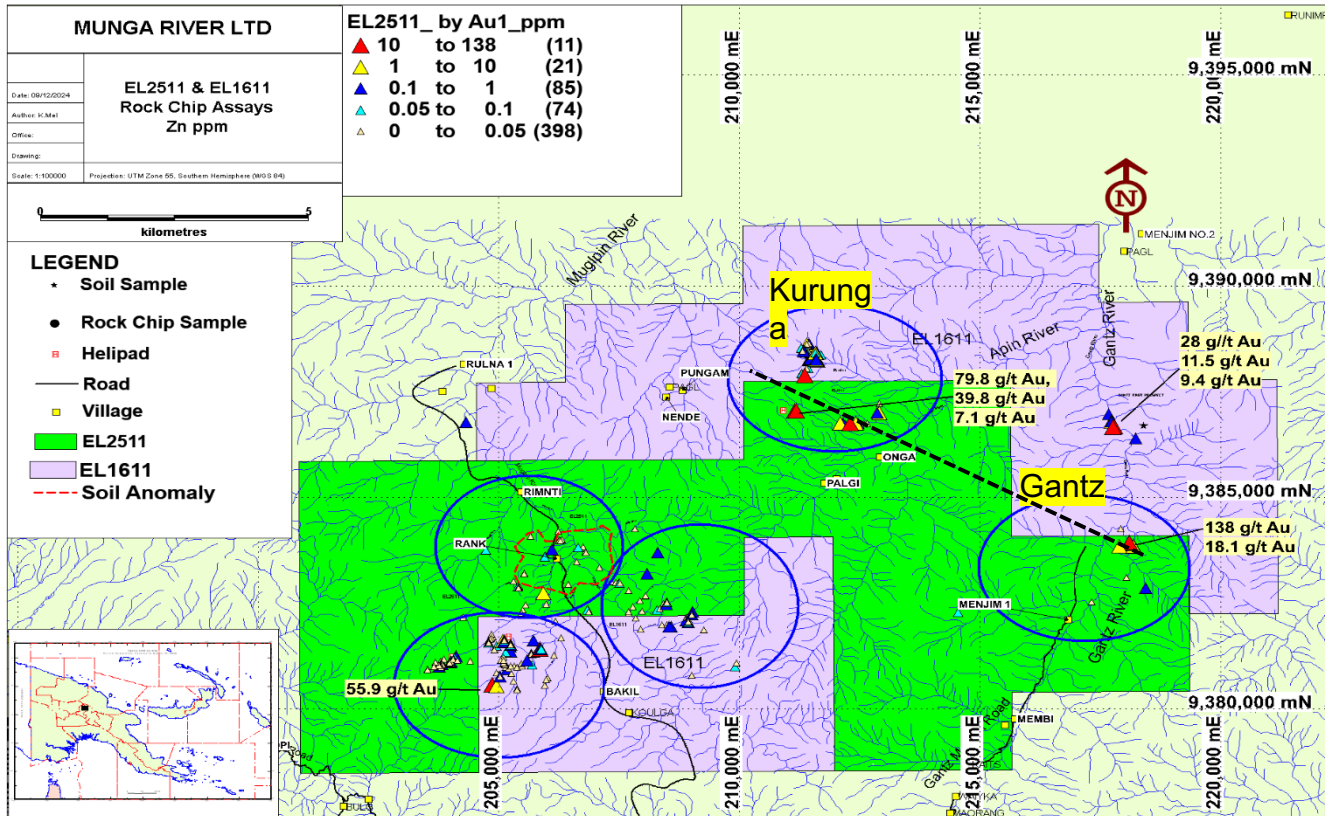 MUNGA RIVER LTD
Date: 09/12/2024
Author: K.Mel
Office:
Drawing:
Scale: 1:100000
EL2511 & EL1611
Rock Chip Assays
Zn ppm
Projection: UTM Zone 55, Southern Hemisphere (WGS 84)
0 5
kilometres
EL2511_ by Au1_ppm
10 to 138 (11)
1 to 10 (21)
0.1 to 1 (85)
0.05 to 0.1 (74)
0 to 0.05 (398)
LEGEND
Soil Sample
Rock Chip Sample
Helipad
Road
Village
EL2511
EL1611
Soil Anomaly
210,000 mE
215,000 mE
220,000 mE
RUNIMP
9,395,000 mN
N
MENJIM NO.2
PAGL
Muglpin River
9,390,000 mN
Kurung
a
EL1611
Apin River
Gantz River
28 g//t Au
11.5 g/t Au
9.4 g/t Au
RULNA 1
PUNGAM
PAGL
NENDE
79.8 g/t Au,
39.8 g/t Au
7.1 g/t Au
ONGA
PALGI
Gantz
RIMNTI
9,385,000 mN
RANK
138 g/t Au
18.1 g/t Au
MENJIM 1
Gantz River
EL1611
EL1611
55.9 g/t Au
BAKIL
KOULGA
9,380,000 mN
MEMBI
Road
205,000 mE
210,000 mE
215,000 mE
220,000 mE
MAORANG